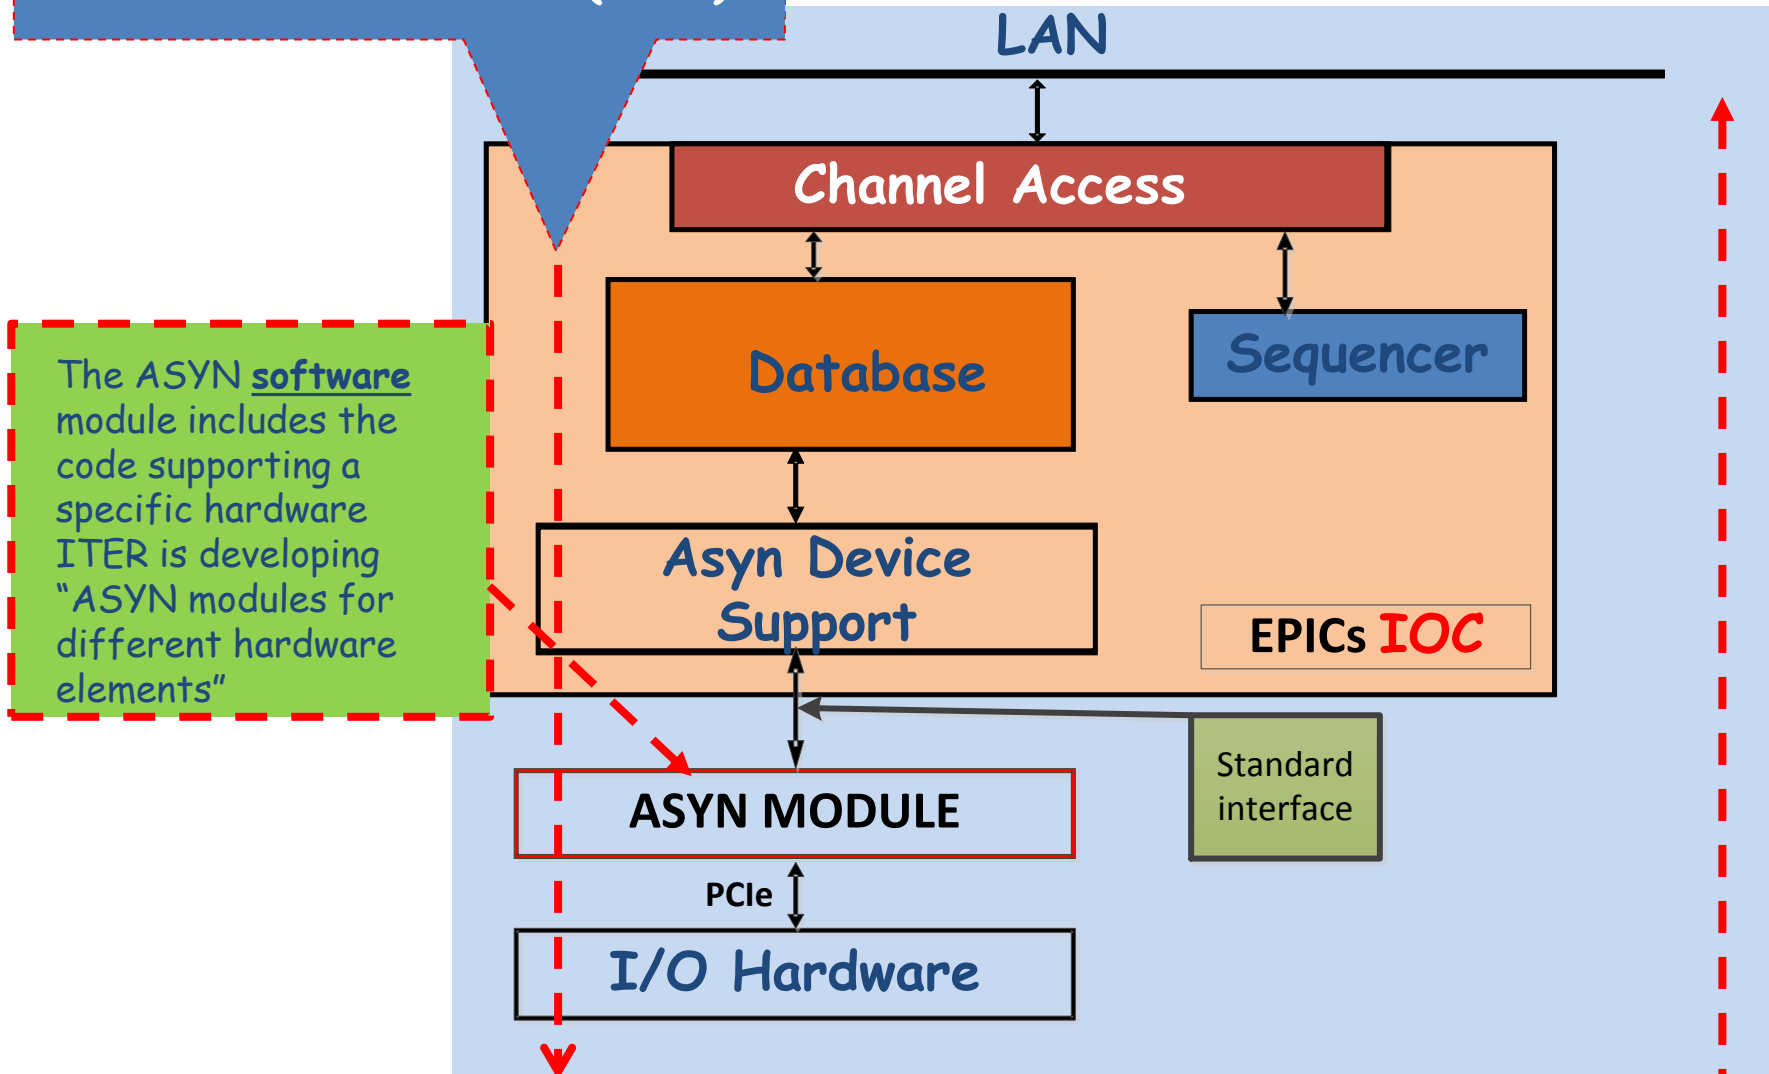 LAN
Channel Access
Database
Sequencer
The ASYN software
module includes the
code supporting a
specific hardware
ITER is developing
“ASYN modules for
different hardware
elements”
Asyn Device
Support
EPICs IOC
Standard
interface
ASYN MODULE
PCIe
I/O Hardware